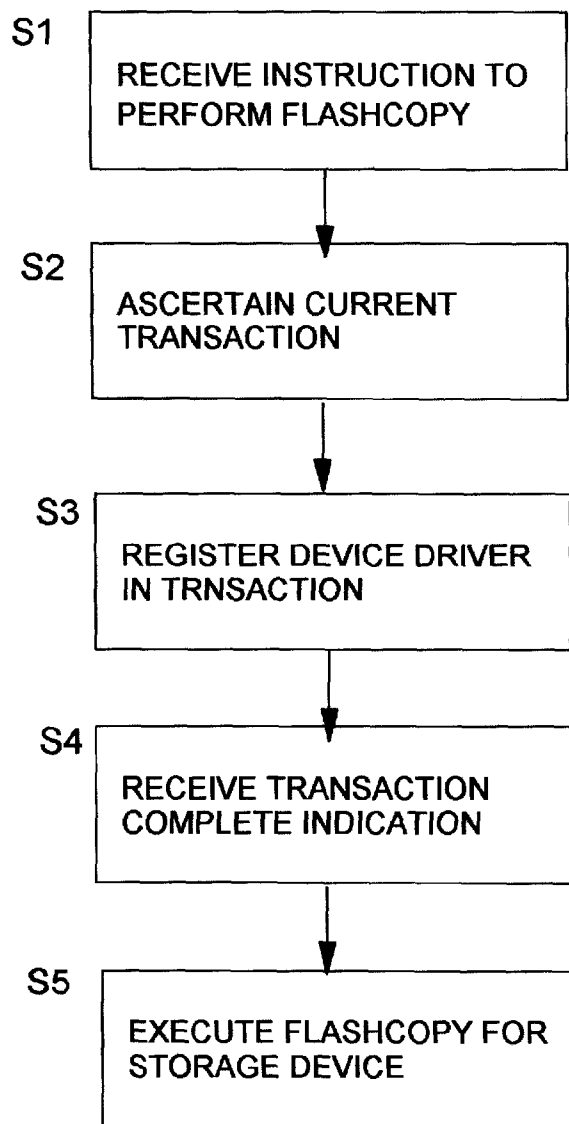 S1
RECEIVE INSTRUCTION TO
PERFORM FLASHCOPY
S2
ASCERTAIN CURRENT
TRANSACTION
S3
REGISTER DEVICE DRIVER
IN TRNSACTION
S4
RECEIVE TRANSACTION
COMPLETE INDICATION
S5
EXECUTE FLASHCOPY FOR
STORAGE DEVICE